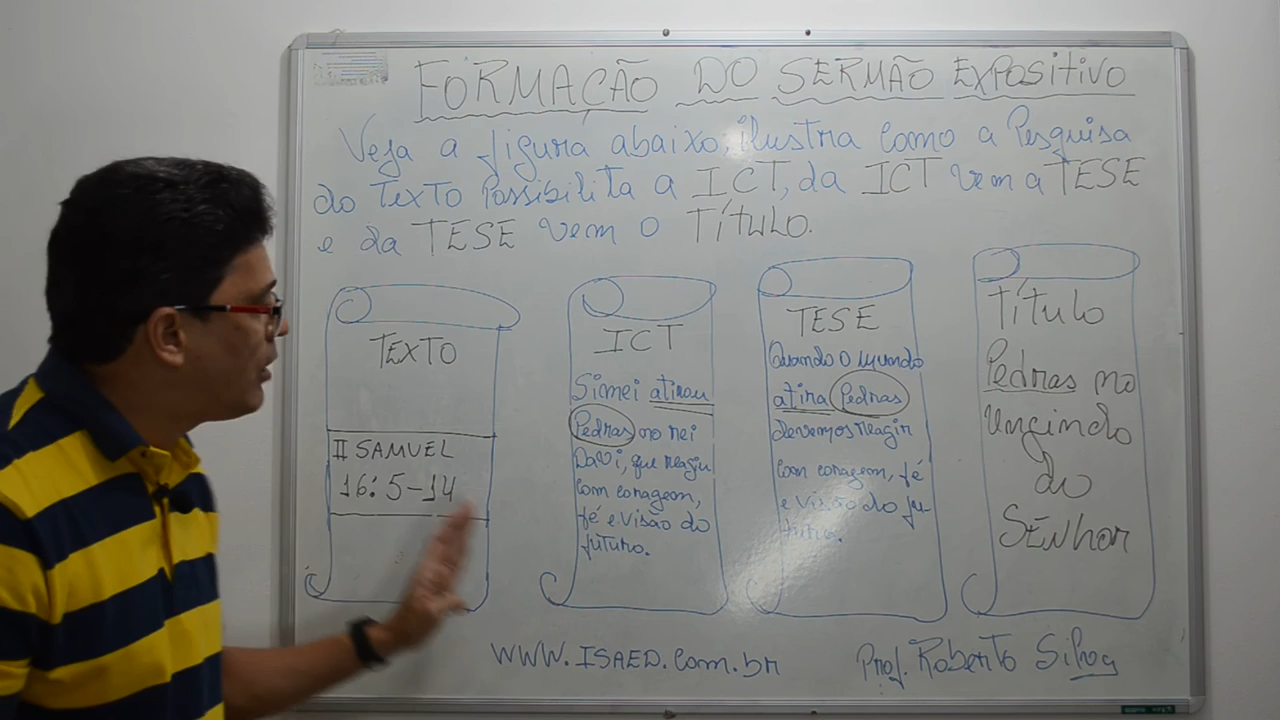 FORMAÇÃO DO SERMÃO EXPOSITIVO
Veja a figura abaixo, ilustra como a Pesquisa
do TEXTO Possibilita a ICT, da ICT vem a TESE
e da TESE vem o TÍTULO.
TEXTO
II SAMUEL
16: 5-14
ICT
Simei atirou
Pedras no rei
Davi, que reagiu
com coragem,
fé e visão do
futuro.
TESE
Quando o mundo
atira Pedras
devemos reagir
com coragem, fé
e visão do fu-
turo.
Título
Pedras no
Ungindo
do
SENhor
WWW.ISAED.com.br
Prof. Roberto Silva